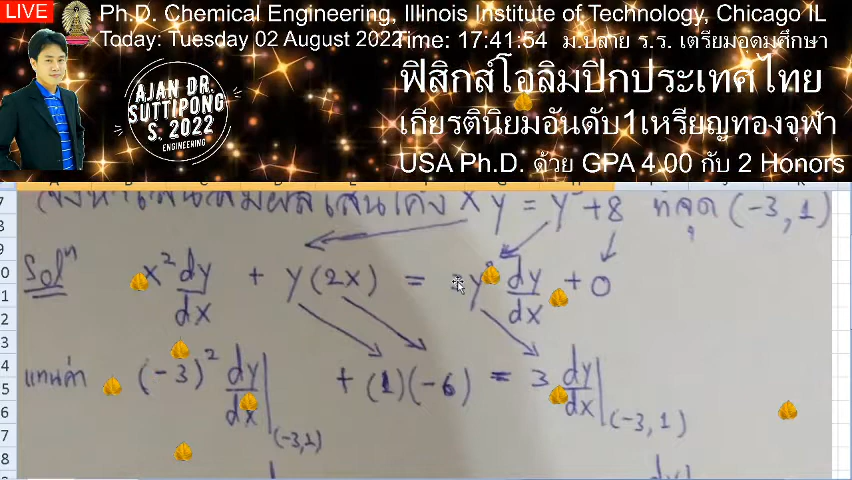 LIVE
Ph.D. Chemical Engineering, Illinois Institute of Technology, Chicago IL
Today: Tuesday 02 August 2022 Time: 17:41:54 ม.ปลาย ร.ร. เตรียมอุดมศึกษา
AJAN DR.
SUTTIPONG
S. 2022
ENGINEERING
ฟิสิกส์โอลิมปิกประเทศไทย
เกียรตินิยมอันดับ1เหรียญทองจุฬา
USA Ph.D. ด้วย GPA 4.00 กับ 2 Honors
x y = y + 8 ที่จุด (-3, 1)
Solⁿ x² dy/dx + y(2x) = y dy/dx + 0
แทนค่า (-3)² dy/dx |(-3,1) + (1)(-6) = 3 dy/dx |(-3,1)